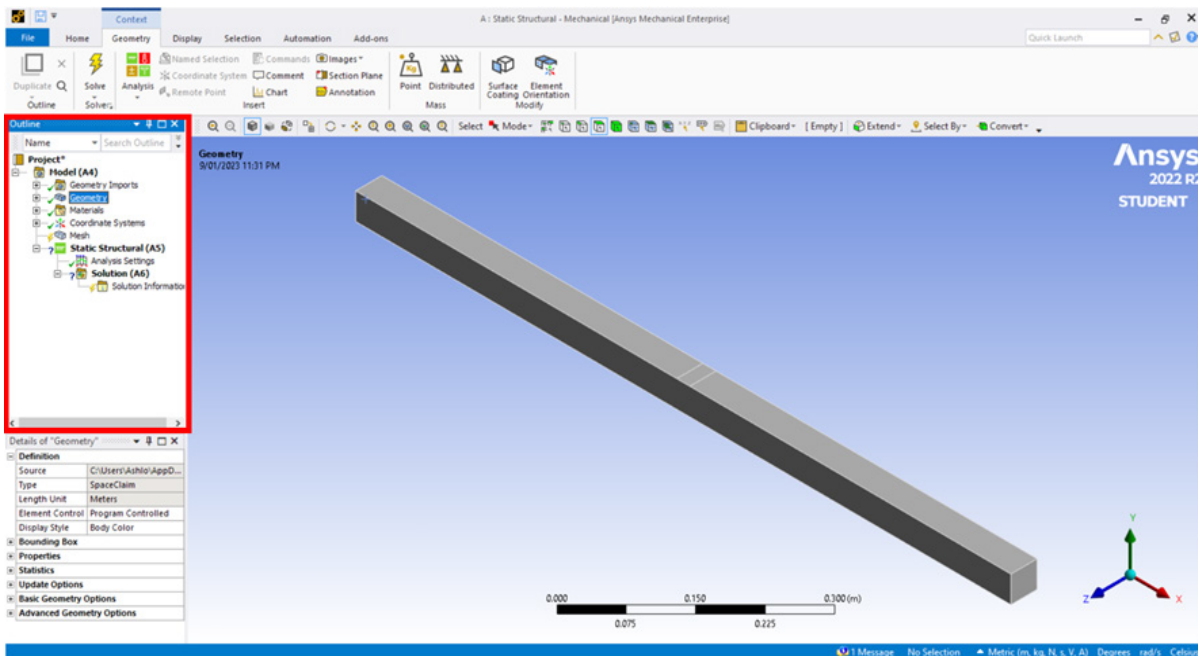 Context
A : Static Structural - Mechanical [Ansys Mechanical Enterprise]
File Home Geometry Display Selection Automation Add-ons
Quick Launch
Duplicate
Outline
Solve
Solver
Analysis
Named Selection Commands Images
Coordinate System Comment Section Plane
Remote Point Chart Annotation
Insert
Point Distributed
Mass
Surface Coating
Element Orientation
Modify
Outline
Name Search Outline
Select Mode Clipboard [ Empty ] Extend Select By Convert
Project*
Model (A4)
Geometry Imports
Geometry
Materials
Coordinate Systems
Mesh
Static Structural (A5)
Analysis Settings
Solution (A6)
Solution Informatio
Geometry
9/01/2023 11:31 PM
Ansys
2022 R2
STUDENT
Details of "Geometry"
Definition
Source C:\Users\Ashlo\AppD...
Type SpaceClaim
Length Unit Meters
Element Control Program Controlled
Display Style Body Color
Bounding Box
Properties
Statistics
Update Options
Basic Geometry Options
Advanced Geometry Options
0.000 0.150 0.300 (m)
0.075 0.225
Y
Z X
1 Message No Selection Metric (m, kg, N, s, V, A) Degrees rad/s Celsius